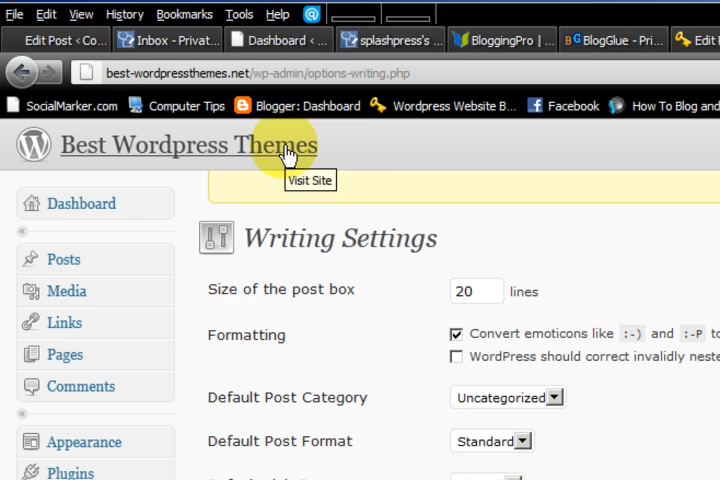 File Edit View History Bookmarks Tools Help @
Edit Post < Co... Inbox - Privat... Dashboard < ... splashpress's ... BloggingPro | ... BG BlogGlue - Pri... Edit
best-wordpressthemes.net/wp-admin/options-writing.php
SocialMarker.com Computer Tips Blogger: Dashboard Wordpress Website B... Facebook How To Blog and
Best Wordpress Themes
Visit Site
Dashboard
Writing Settings
Posts
Size of the post box 20 lines
Media
Links
Formatting Convert emoticons like :-) and :-P to
Pages WordPress should correct invalidly neste
Comments
Default Post Category Uncategorized
Appearance
Default Post Format Standard
Plugins